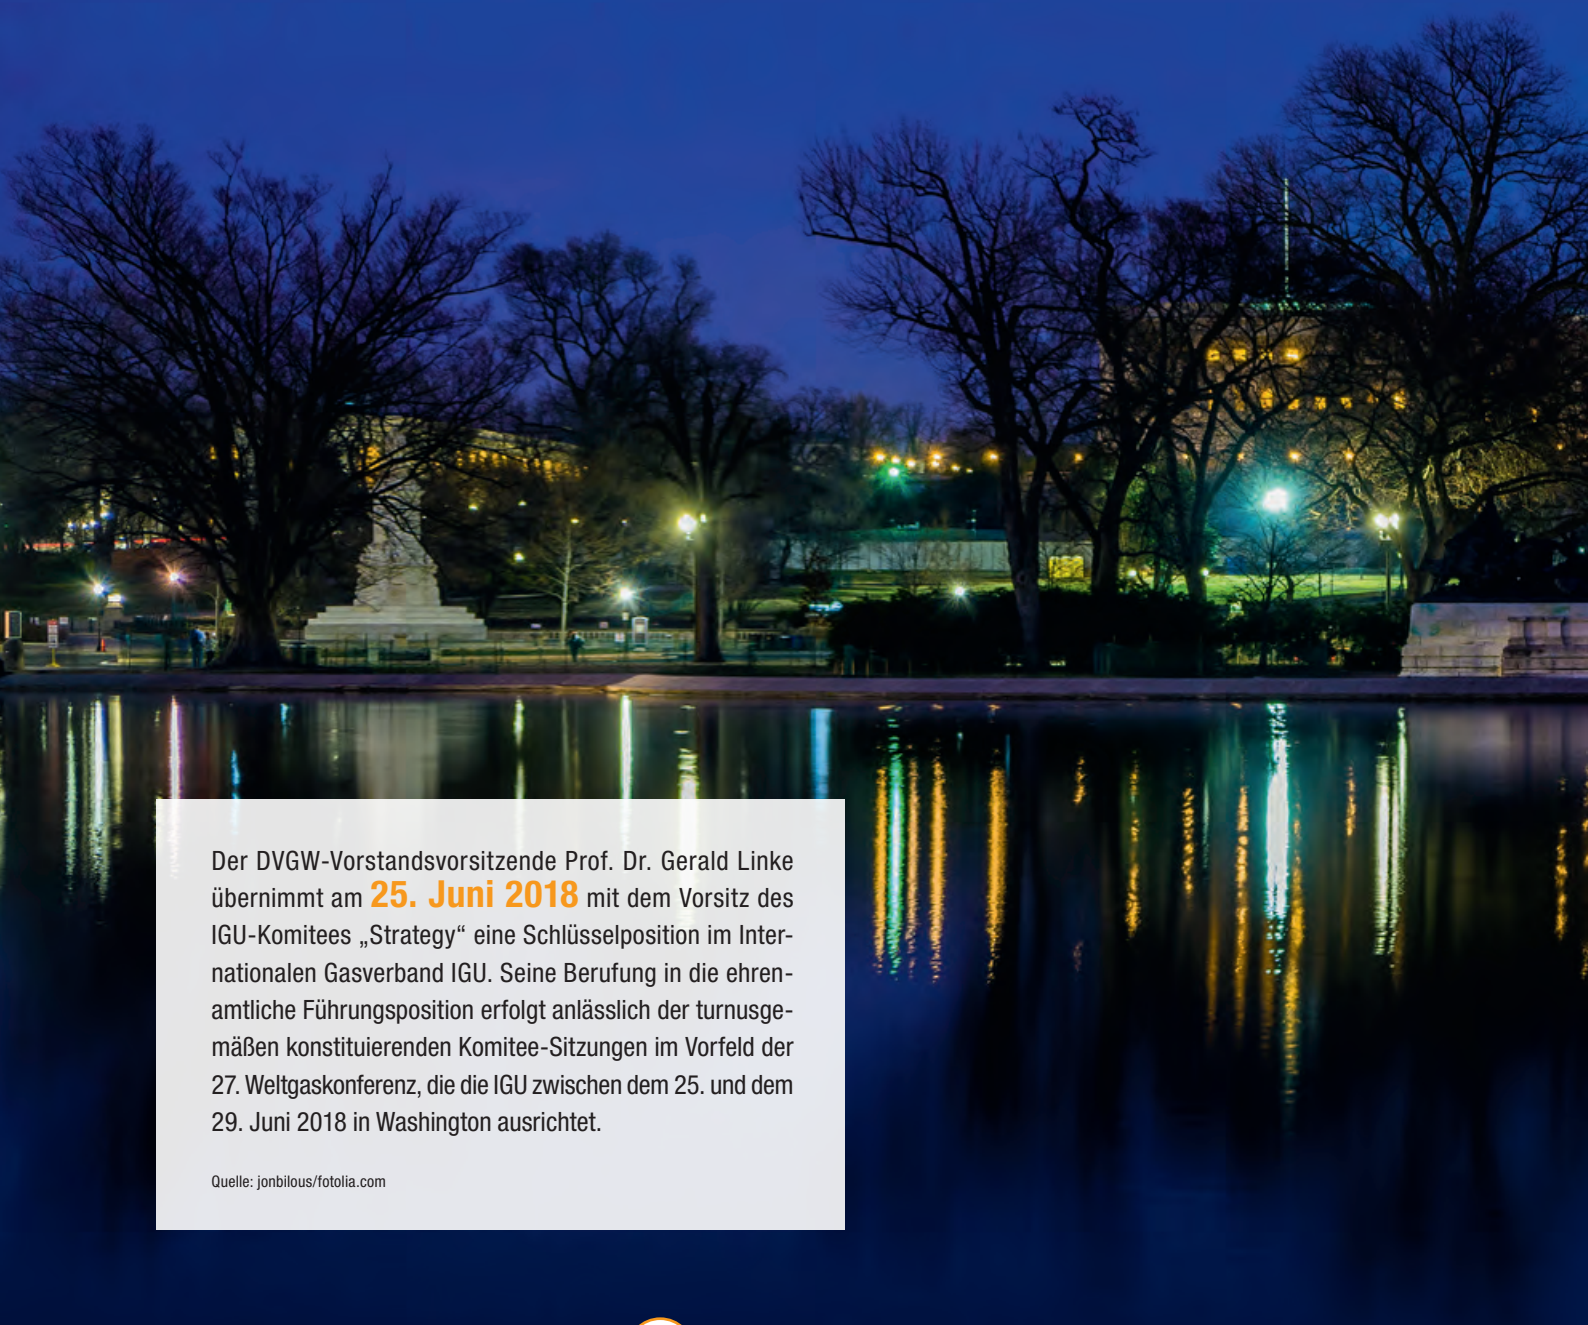 Der DVGW-Vorstandsvorsitzende Prof. Dr. Gerald Linke
übernimmt am 25. Juni 2018 mit dem Vorsitz des
IGU-Komitees „Strategy“ eine Schlüsselposition im Inter-
nationalen Gasverband IGU. Seine Berufung in die ehren-
amtliche Führungsposition erfolgt anlässlich der turnusge-
mäßen konstituierenden Komitee-Sitzungen im Vorfeld der
27. Weltgaskonferenz, die die IGU zwischen dem 25. und dem
29. Juni 2018 in Washington ausrichtet.
Quelle: jonbilous/fotolia.com